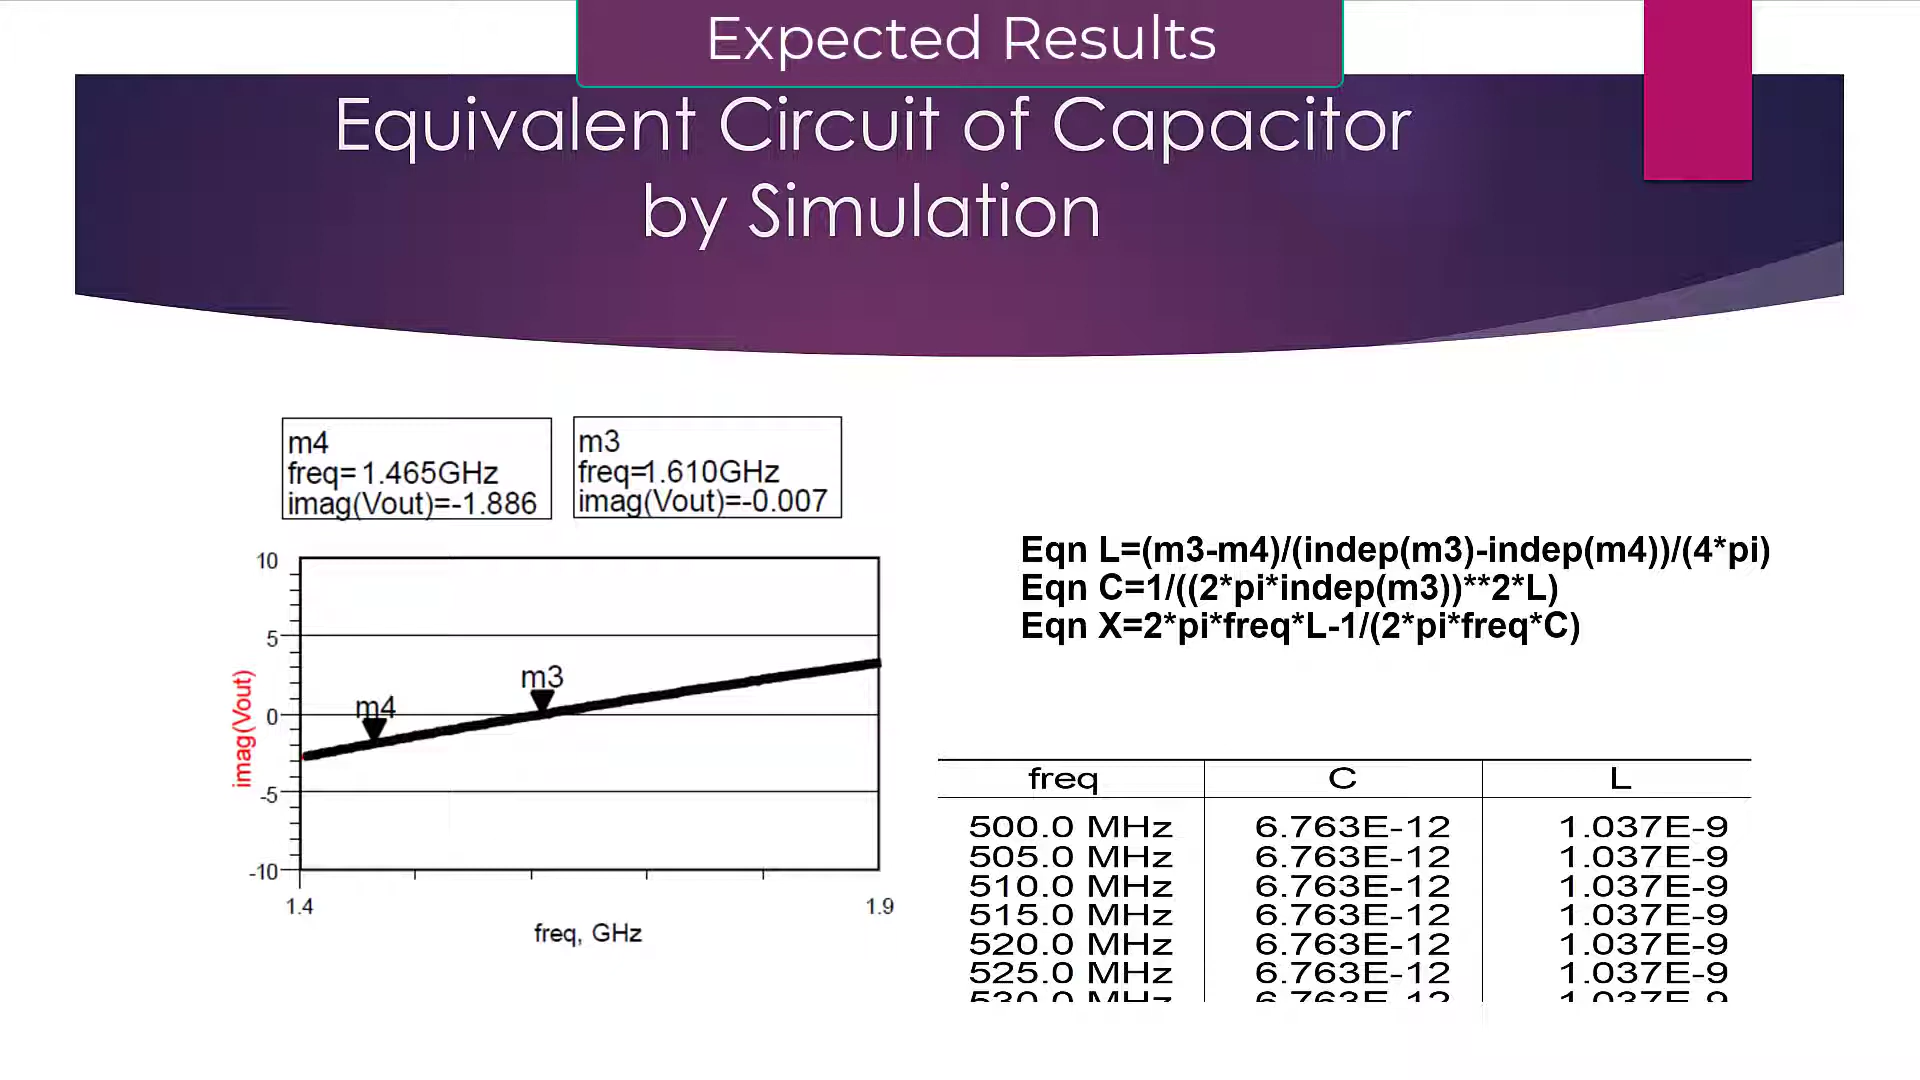 Expected Results
Equivalent Circuit of Capacitor
by Simulation
m4
freq= 1.465GHz
imag(Vout)=-1.886
m3
freq=1.610GHz
imag(Vout)=-0.007
Eqn L=(m3-m4)/(indep(m3)-indep(m4))/(4*pi)
Eqn C=1/((2*pi*indep(m3))**2*L)
Eqn X=2*pi*freq*L-1/(2*pi*freq*C)
10
5
0
-5
-10
imag(Vout)
m4
m3
1.4
1.9
freq, GHz
freq C L
500.0 MHz 6.763E-12 1.037E-9
505.0 MHz 6.763E-12 1.037E-9
510.0 MHz 6.763E-12 1.037E-9
515.0 MHz 6.763E-12 1.037E-9
520.0 MHz 6.763E-12 1.037E-9
525.0 MHz 6.763E-12 1.037E-9
530.0 MHz 6.763E-12 1.037E-9